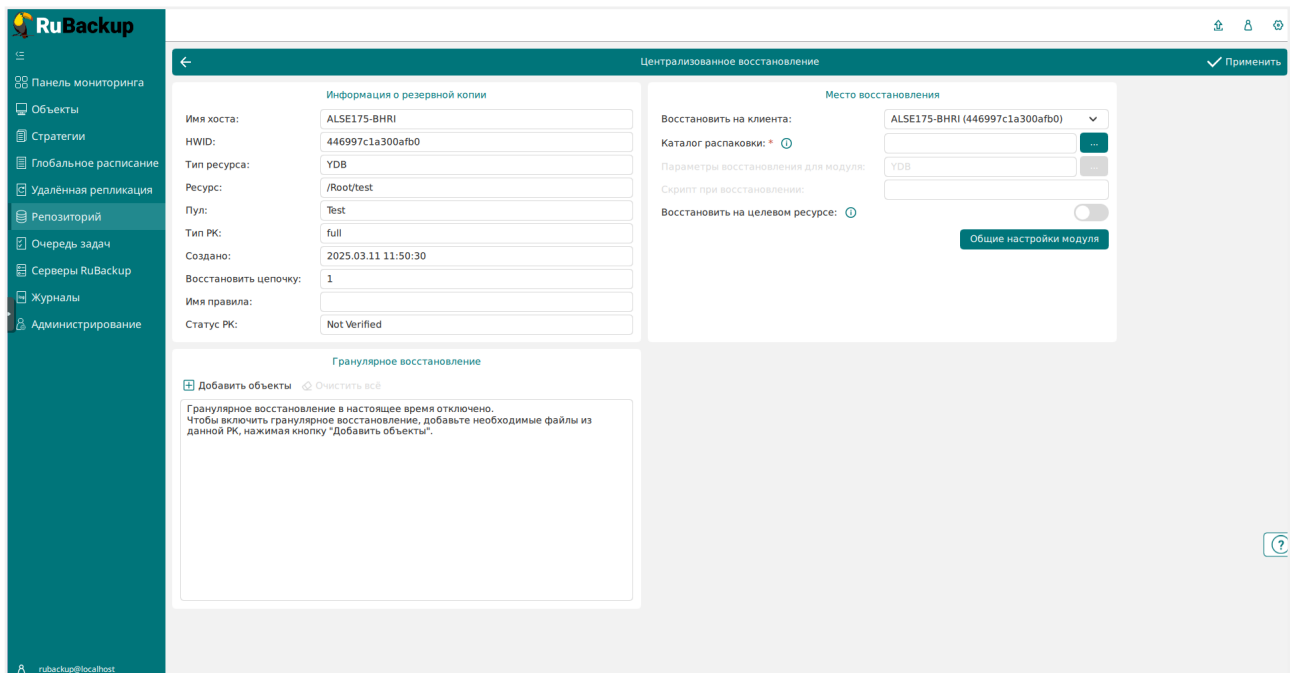 RuBackup
Панель мониторинга
Объекты
Стратегии
Глобальное расписание
Удалённая репликация
Репозиторий
Очередь задач
Серверы RuBackup
Журналы
Администрирование
rubackup@localhost
Централизованное восстановление
Применить
Информация о резервной копии
Имя хоста: ALSE175-BHRI
HWID: 446997c1a300afb0
Тип ресурса: YDB
Ресурс: /Root/test
Пул: Test
Тип РК: full
Создано: 2025.03.11 11:50:30
Восстановить цепочку: 1
Имя правила:
Статус РК: Not Verified
Место восстановления
Восстановить на клиента: ALSE175-BHRI (446997c1a300afb0)
Каталог распаковки: * ...
Параметры восстановления для модуля: YDB ...
Скрипт при восстановлении:
Восстановить на целевом ресурсе:
Общие настройки модуля
Гранулярное восстановление
Добавить объекты Очистить всё
Гранулярное восстановление в настоящее время отключено.
Чтобы включить гранулярное восстановление, добавьте необходимые файлы из
данной РК, нажимая кнопку "Добавить объекты".
?